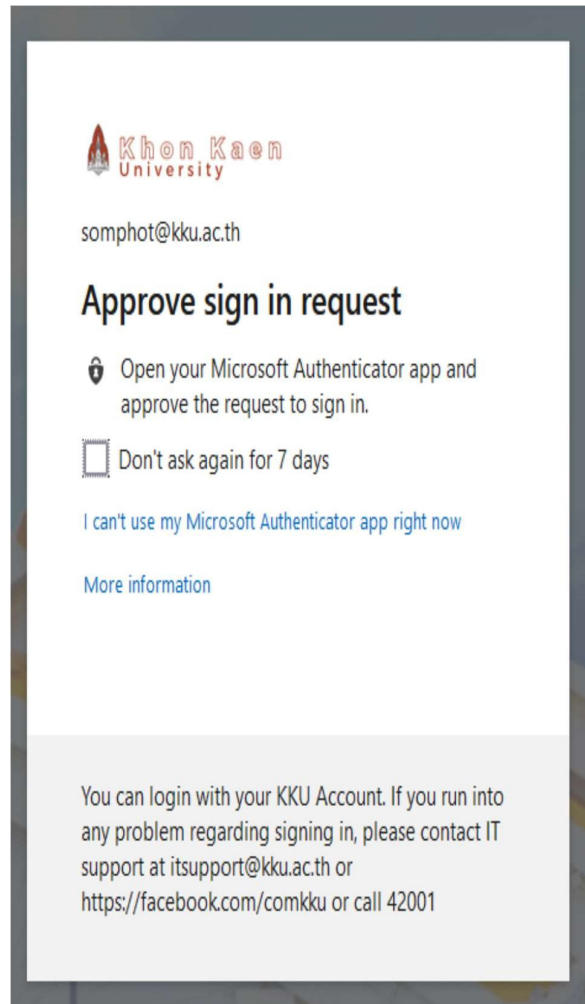 Khon Kaen
University
somphot@kku.ac.th
Approve sign in request
Open your Microsoft Authenticator app and
approve the request to sign in.
Don't ask again for 7 days
I can't use my Microsoft Authenticator app right now
More information
You can login with your KKU Account. If you run into
any problem regarding signing in, please contact IT
support at itsupport@kku.ac.th or
https://facebook.com/comkku or call 42001